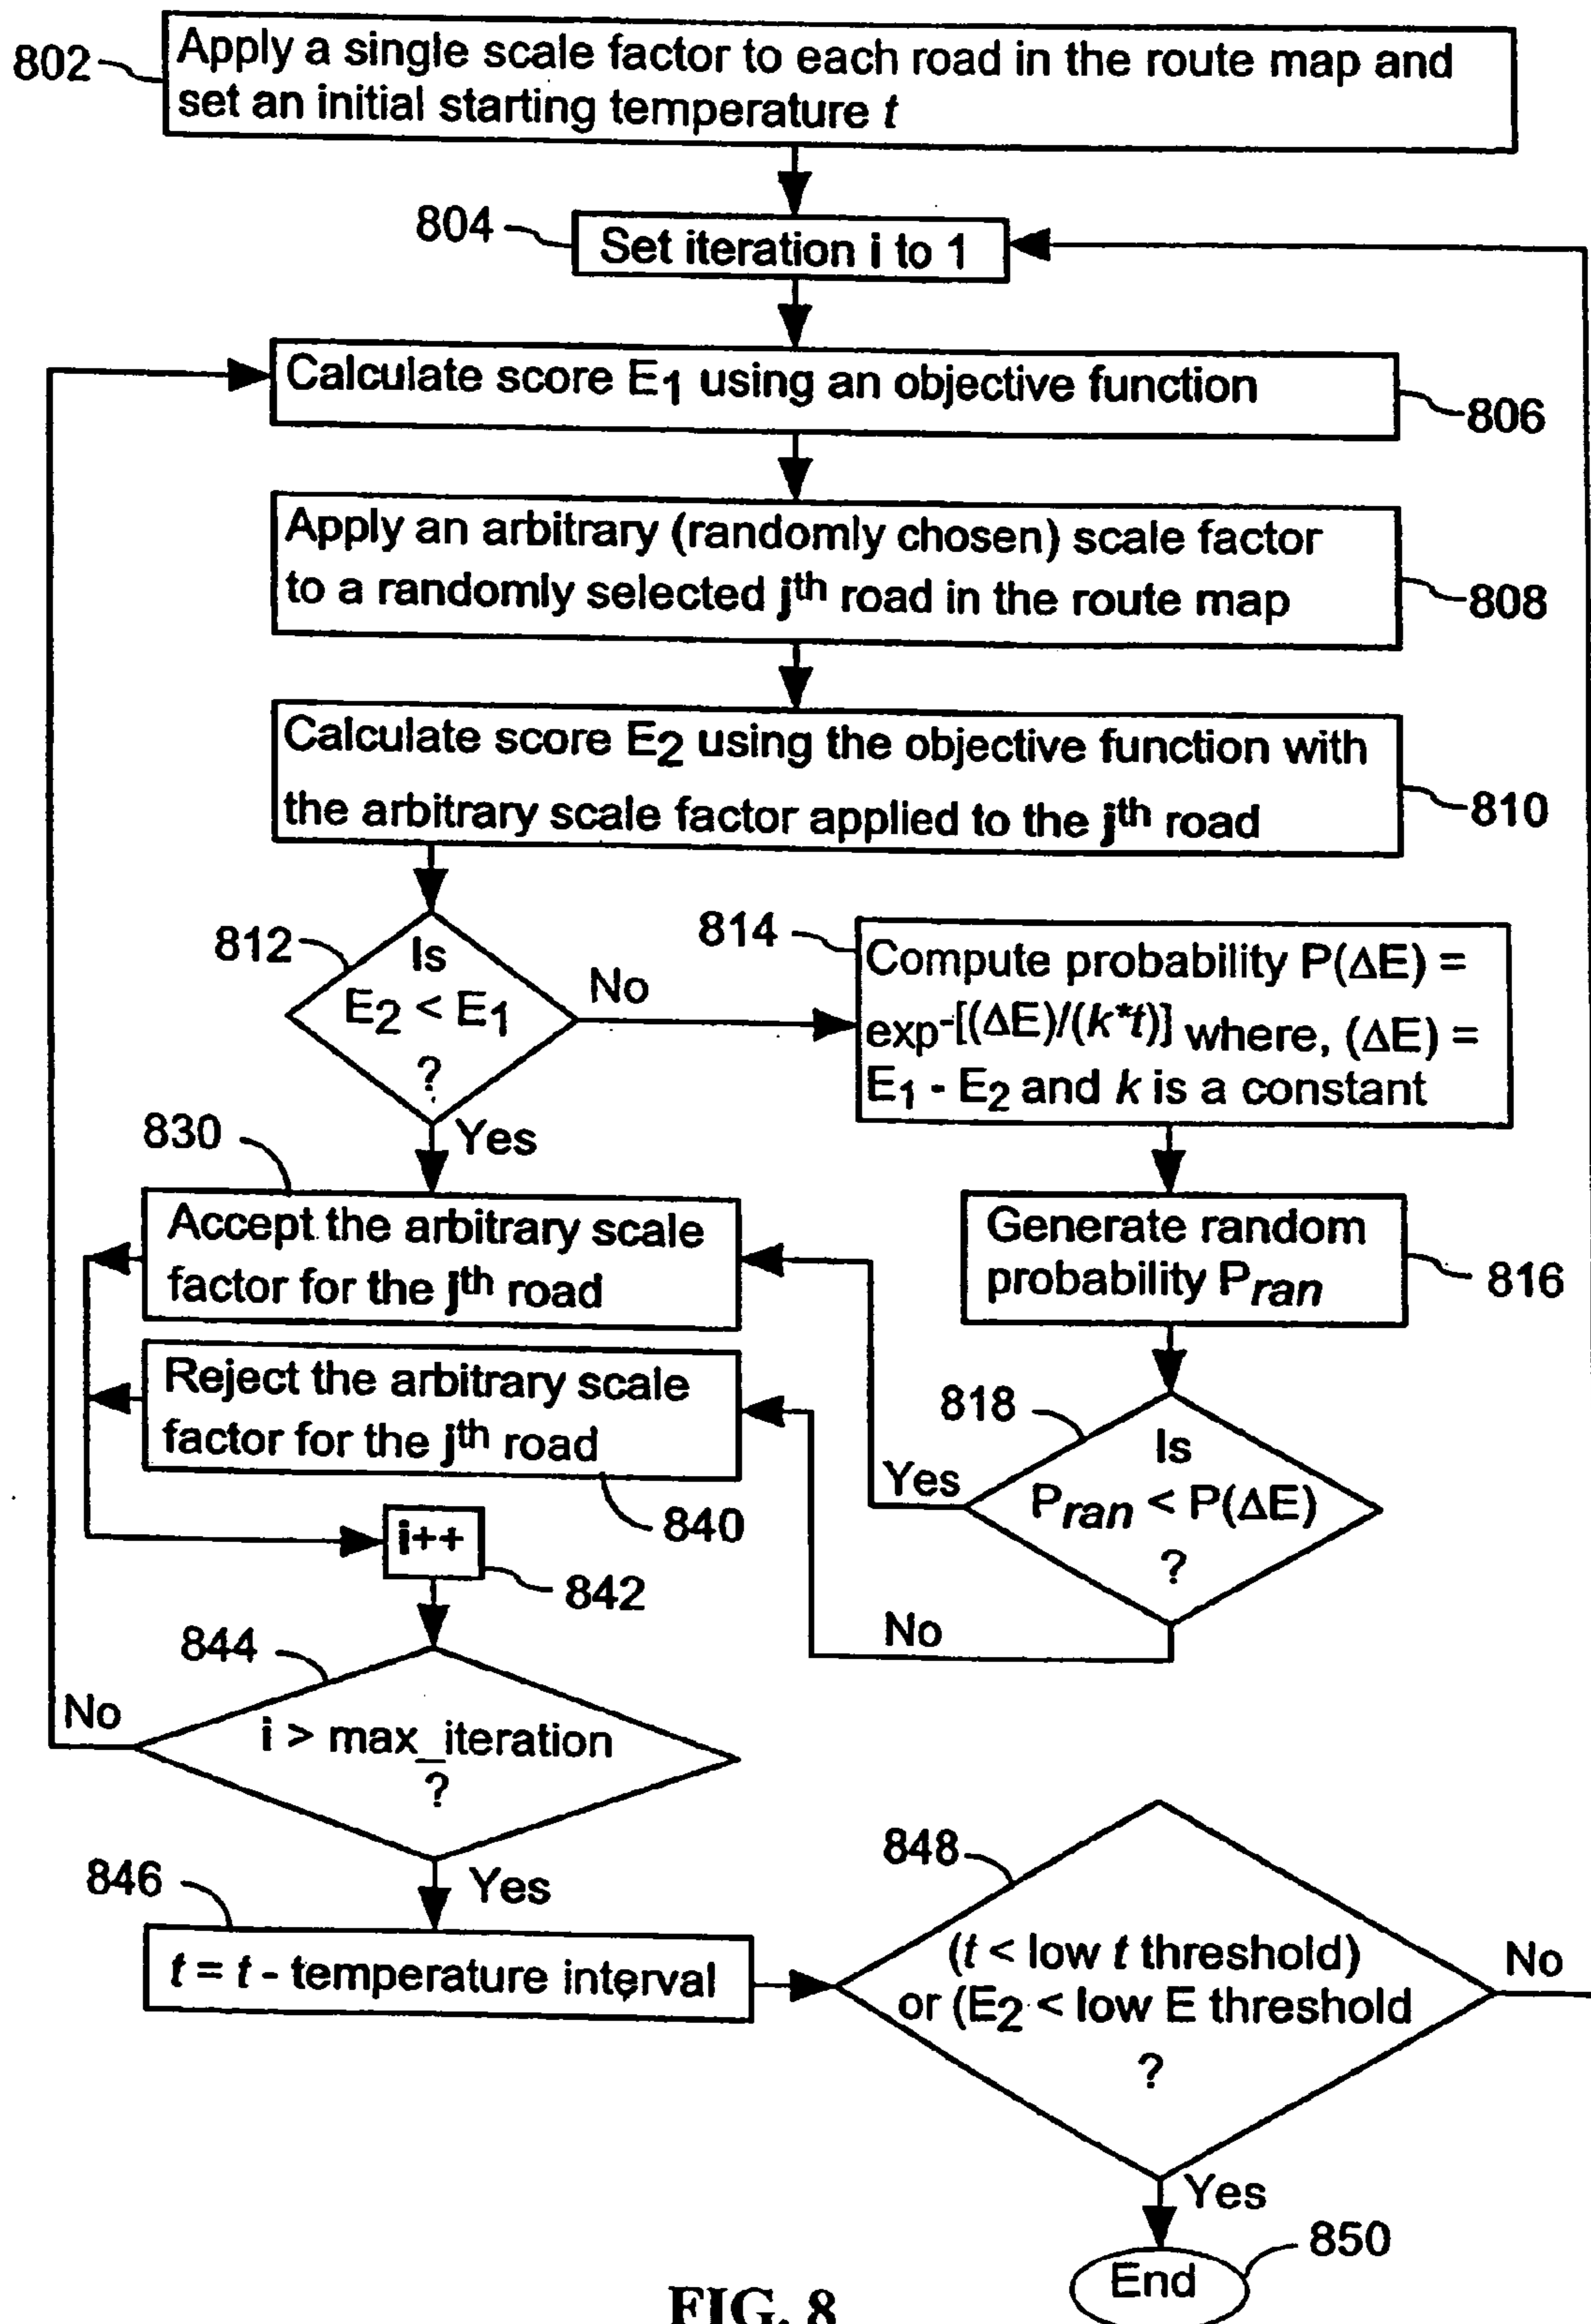 802
Apply a single scale factor to each road in the route map and
set an initial starting temperature t
804
Set iteration i to 1
Calculate score E1 using an objective function
806
Apply an arbitrary (randomly chosen) scale factor
to a randomly selected jth road in the route map
808
Calculate score E2 using the objective function with
the arbitrary scale factor applied to the jth road
810
812
Is
E2 < E1
?
No
Yes
814
Compute probability P(ΔE) =
exp-[(ΔE)/(k*t)] where, (ΔE) =
E1 - E2 and k is a constant
830
Accept the arbitrary scale
factor for the jth road
Generate random
probability Pran
816
Reject the arbitrary scale
factor for the jth road
840
818
Is
Pran < P(ΔE)
?
Yes
No
i++
842
844
i > max_iteration
?
No
Yes
846
t = t - temperature interval
848
(t < low t threshold)
or (E2 < low E threshold
?
No
Yes
End
850
FIG. 8